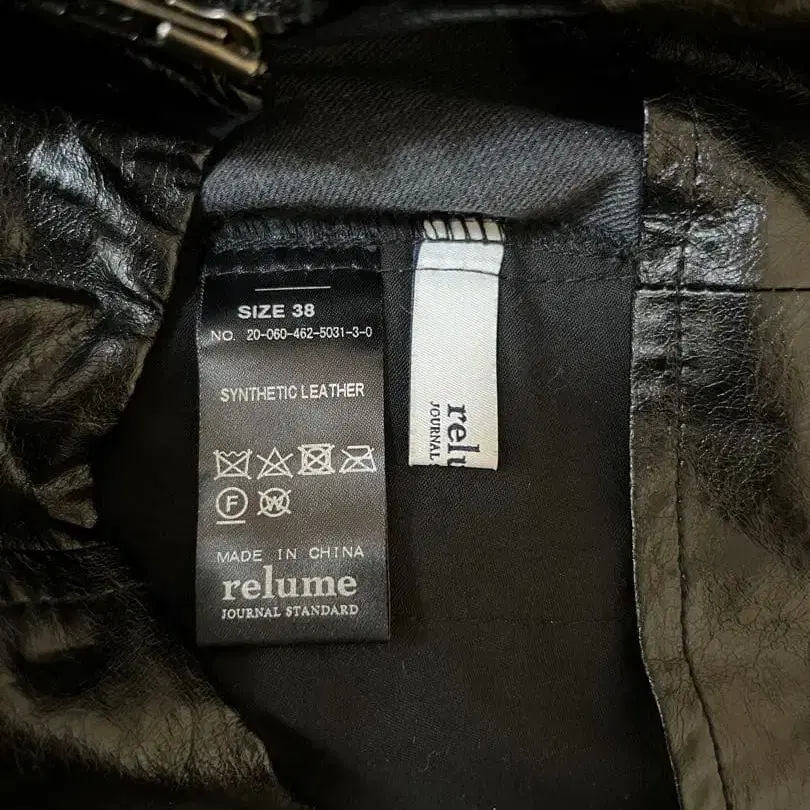 SIZE 38
NO. 20-060-462-5031-3-0
SYNTHETIC LEATHER
F W
MADE IN CHINA
relume
JOURNAL STANDARD
relu
JOURNAL